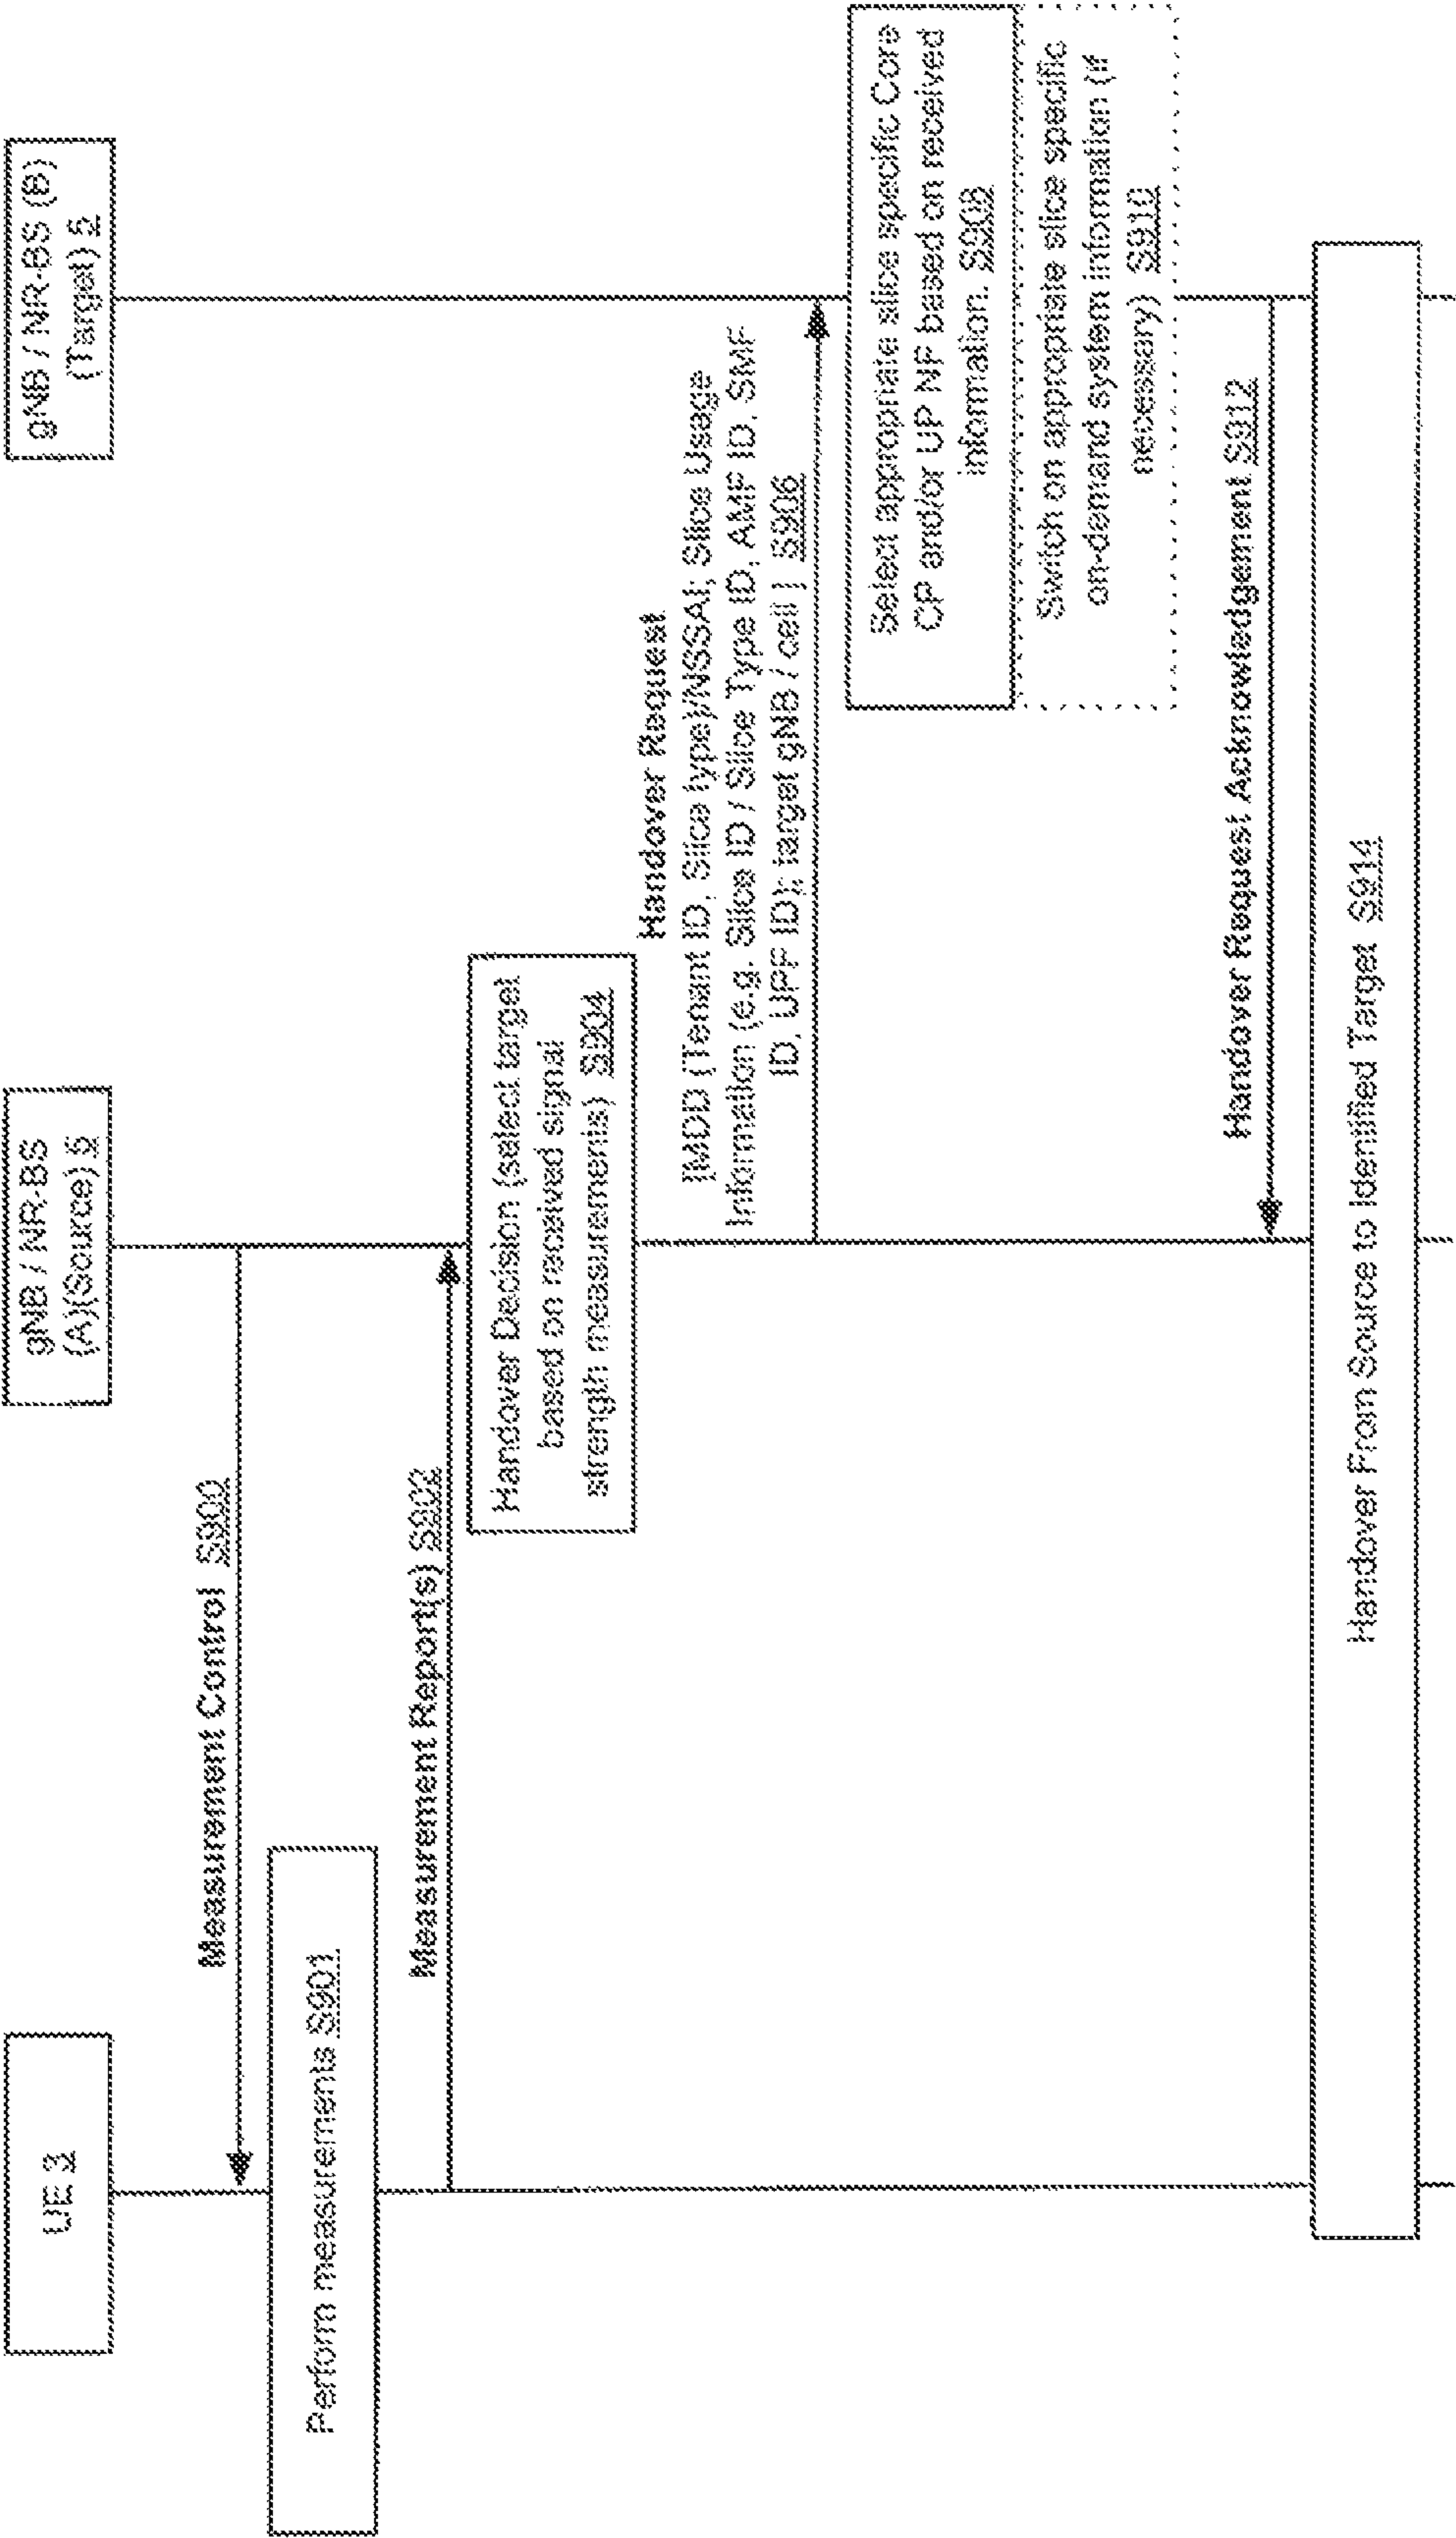 UE 3
gNB / NR-BS
(A)(Source) 5
gNB / NR-BS (B)
(Target) 5
Measurement Control S900
Perform measurements S901
Measurement Report(s) S902
Handover Decision (select target
based on received signal
strength measurements) S904
Handover Request
[MDD (Tenant ID, Slice type)/NSSAI; Slice Usage
Information (e.g. Slice ID / Slice Type ID, AMF ID, SMF
ID, UPF ID); target gNB / cell ] S906
Select appropriate slice specific Core
CP and/or UP NF based on received
information. S908
Switch on appropriate slice specific
on-demand system information (if
necessary) S910
Handover Request Acknowledgement S912
Handover From Source to Identified Target S914